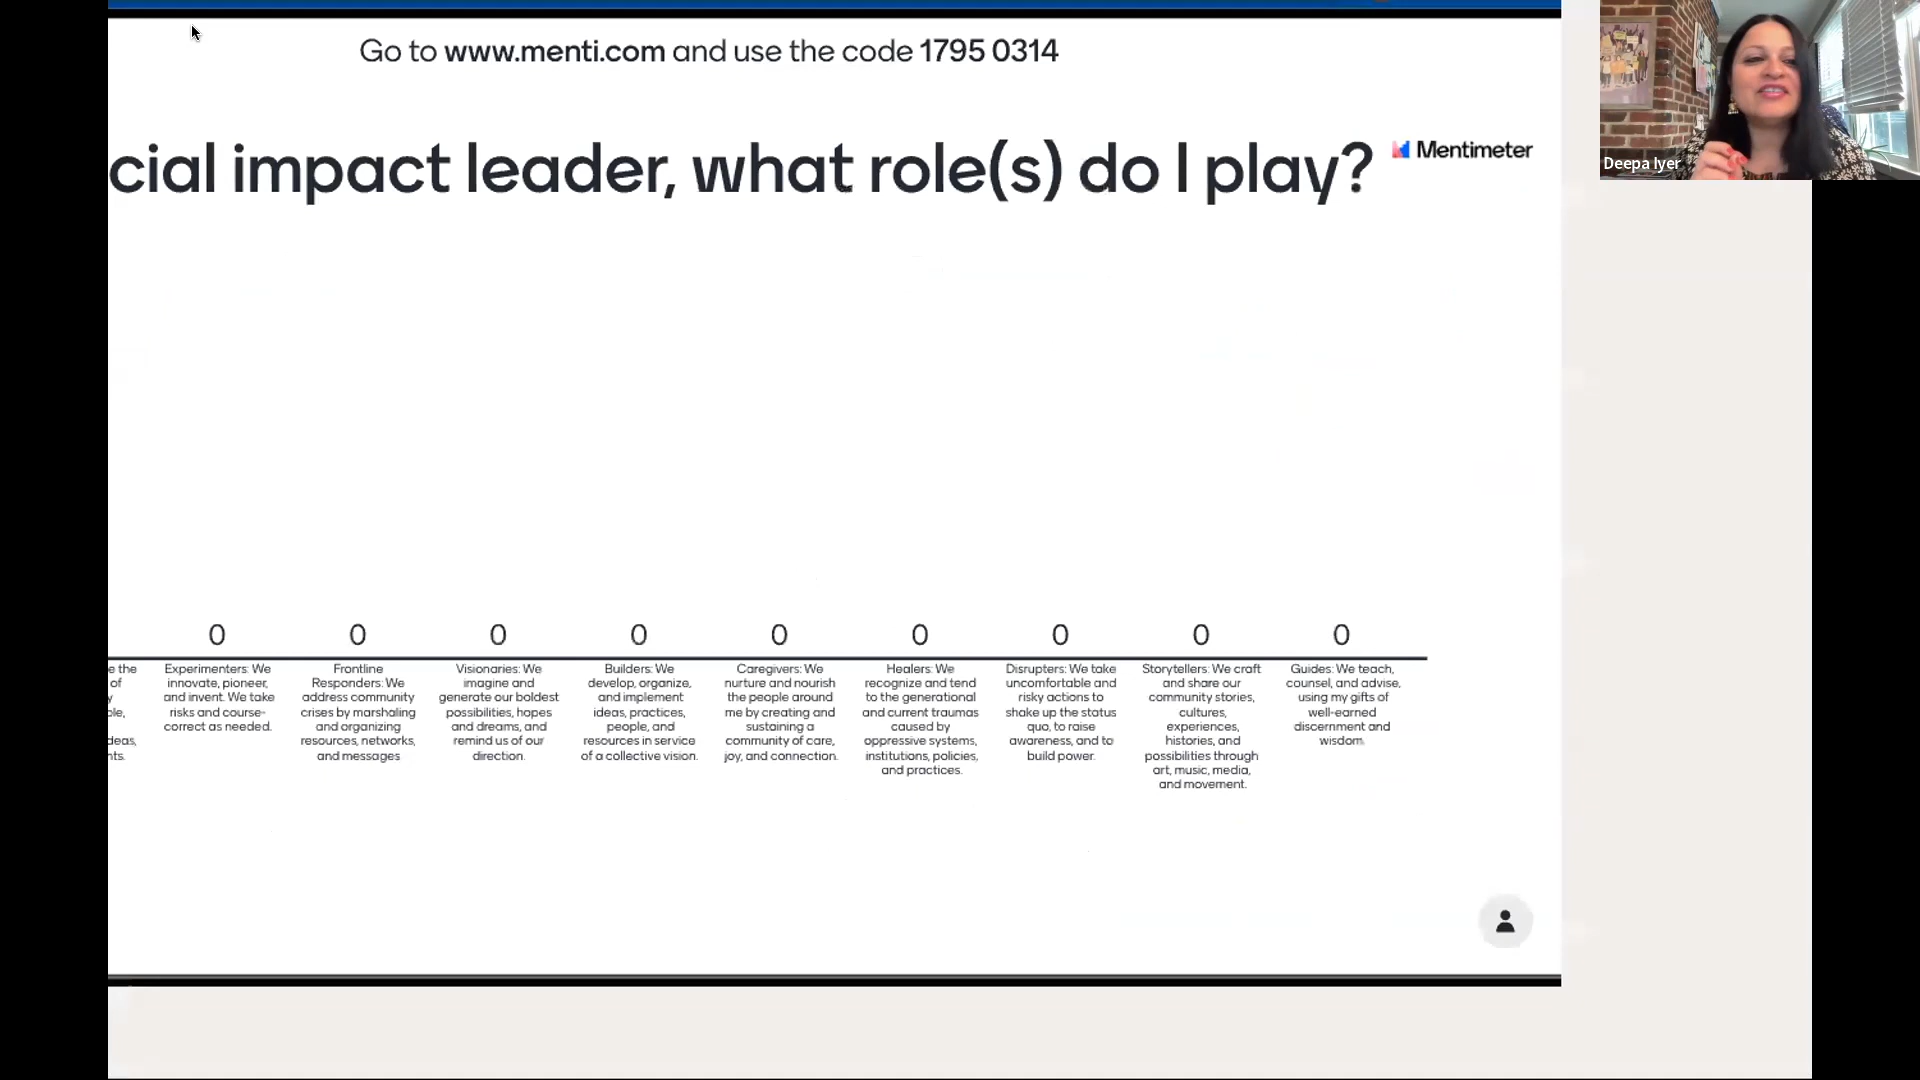 Go to www.menti.com and use the code 1795 0314
cial impact leader, what role(s) do I play?
Mentimeter
Deepa Iyer
0 0 0 0 0 0 0 0 0
e the
of
y
ple,
deas,
nts.
Experimenters: We
innovate, pioneer,
and invent. We take
risks and course-
correct as needed.
Frontline
Responders: We
address community
crises by marshaling
and organizing
resources, networks,
and messages
Visionaries: We
imagine and
generate our boldest
possibilities, hopes
and dreams, and
remind us of our
direction.
Builders: We
develop, organize,
and implement
ideas, practices,
people, and
resources in service
of a collective vision.
Caregivers: We
nurture and nourish
the people around
me by creating and
sustaining a
community of care,
joy, and connection.
Healers: We
recognize and tend
to the generational
and current traumas
caused by
oppressive systems,
institutions, policies,
and practices.
Disrupters: We take
uncomfortable and
risky actions to
shake up the status
quo, to raise
awareness, and to
build power.
Storytellers: We craft
and share our
community stories,
cultures,
experiences,
histories, and
possibilities through
art, music, media,
and movement.
Guides: We teach,
counsel, and advise,
using my gifts of
well-earned
discernment and
wisdom.